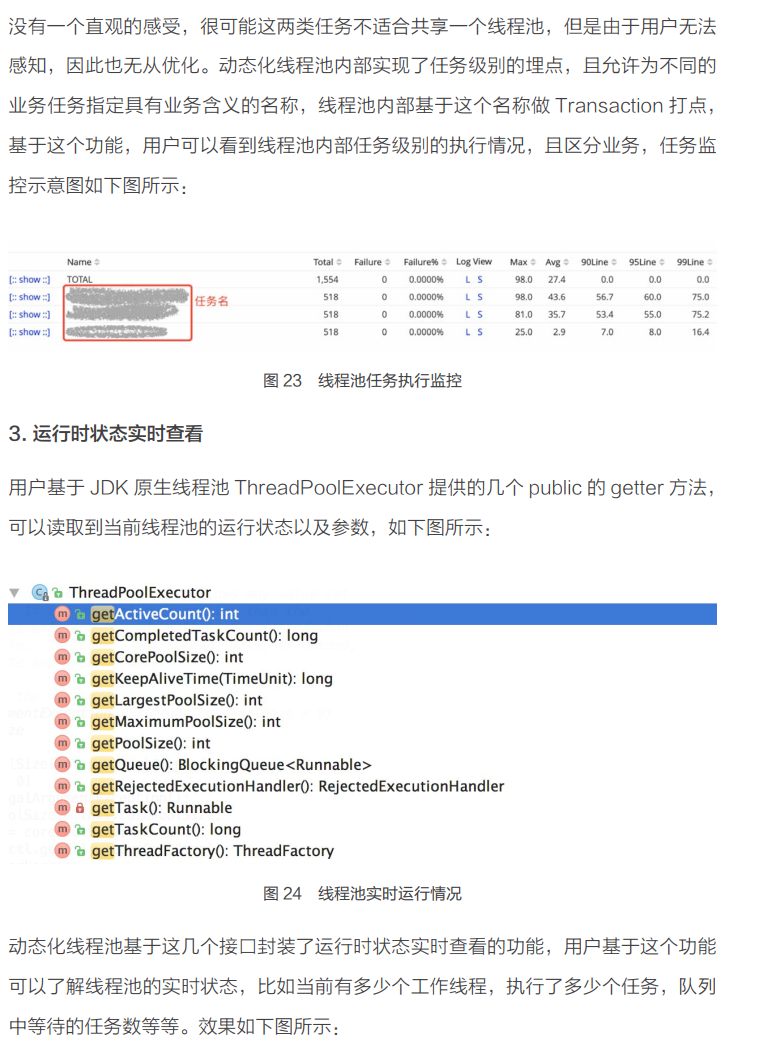 没有一个直观的感受，很可能这两类任务不适合共享一个线程池，但是由于用户无法
感知，因此也无从优化。动态化线程池内部实现了任务级别的埋点，且允许为不同的
业务任务指定具有业务含义的名称，线程池内部基于这个名称做 Transaction 打点，
基于这个功能，用户可以看到线程池内部任务级别的执行情况，且区分业务，任务监
控示意图如下图所示：
Name Total Failure Failure% Log View Max Avg 90Line 95Line 99Line
[:: show ::] TOTAL 1,554 0 0.0000% L S 98.0 27.4 0.0 0.0 0.0
[:: show ::] 任务名 518 0 0.0000% L S 98.0 43.6 56.7 60.0 75.0
[:: show ::] 518 0 0.0000% L S 81.0 35.7 53.4 55.0 75.2
[:: show ::] 518 0 0.0000% L S 25.0 2.9 7.0 8.0 16.4
图 23 线程池任务执行监控
3. 运行时状态实时查看
用户基于 JDK 原生线程池 ThreadPoolExecutor 提供的几个 public 的 getter 方法，
可以读取到当前线程池的运行状态以及参数，如下图所示：
ThreadPoolExecutor
getActiveCount(): int
getCompletedTaskCount(): long
getCorePoolSize(): int
getKeepAliveTime(TimeUnit): long
getLargestPoolSize(): int
getMaximumPoolSize(): int
getPoolSize(): int
getQueue(): BlockingQueue<Runnable>
getRejectedExecutionHandler(): RejectedExecutionHandler
getTask(): Runnable
getTaskCount(): long
getThreadFactory(): ThreadFactory
图 24 线程池实时运行情况
动态化线程池基于这几个接口封装了运行时状态实时查看的功能，用户基于这个功能
可以了解线程池的实时状态，比如当前有多少个工作线程，执行了多少个任务，队列
中等待的任务数等等。效果如下图所示：